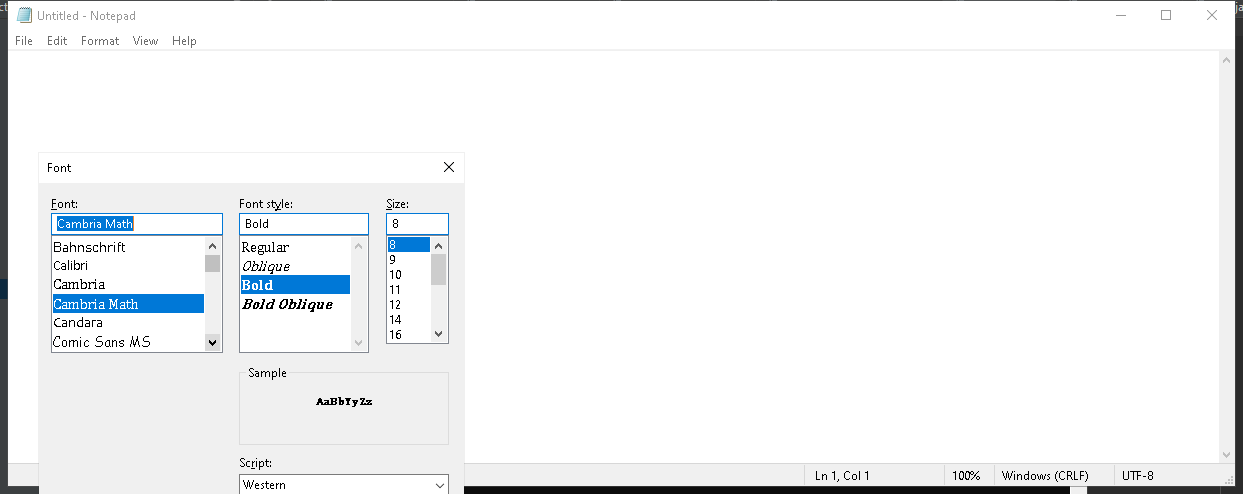 Untitled - Notepad
File Edit Format View Help
Font
Font: Font style: Size:
Cambria Math Bold 8
Bahnschrift Regular 8
Calibri Oblique 9
Cambria Bold 10
Cambria Math Bold Oblique 11
Candara 12
Comic Sans MS 14
16
Sample
AaBbYyZz
Script:
Western
Ln 1, Col 1 100% Windows (CRLF) UTF-8